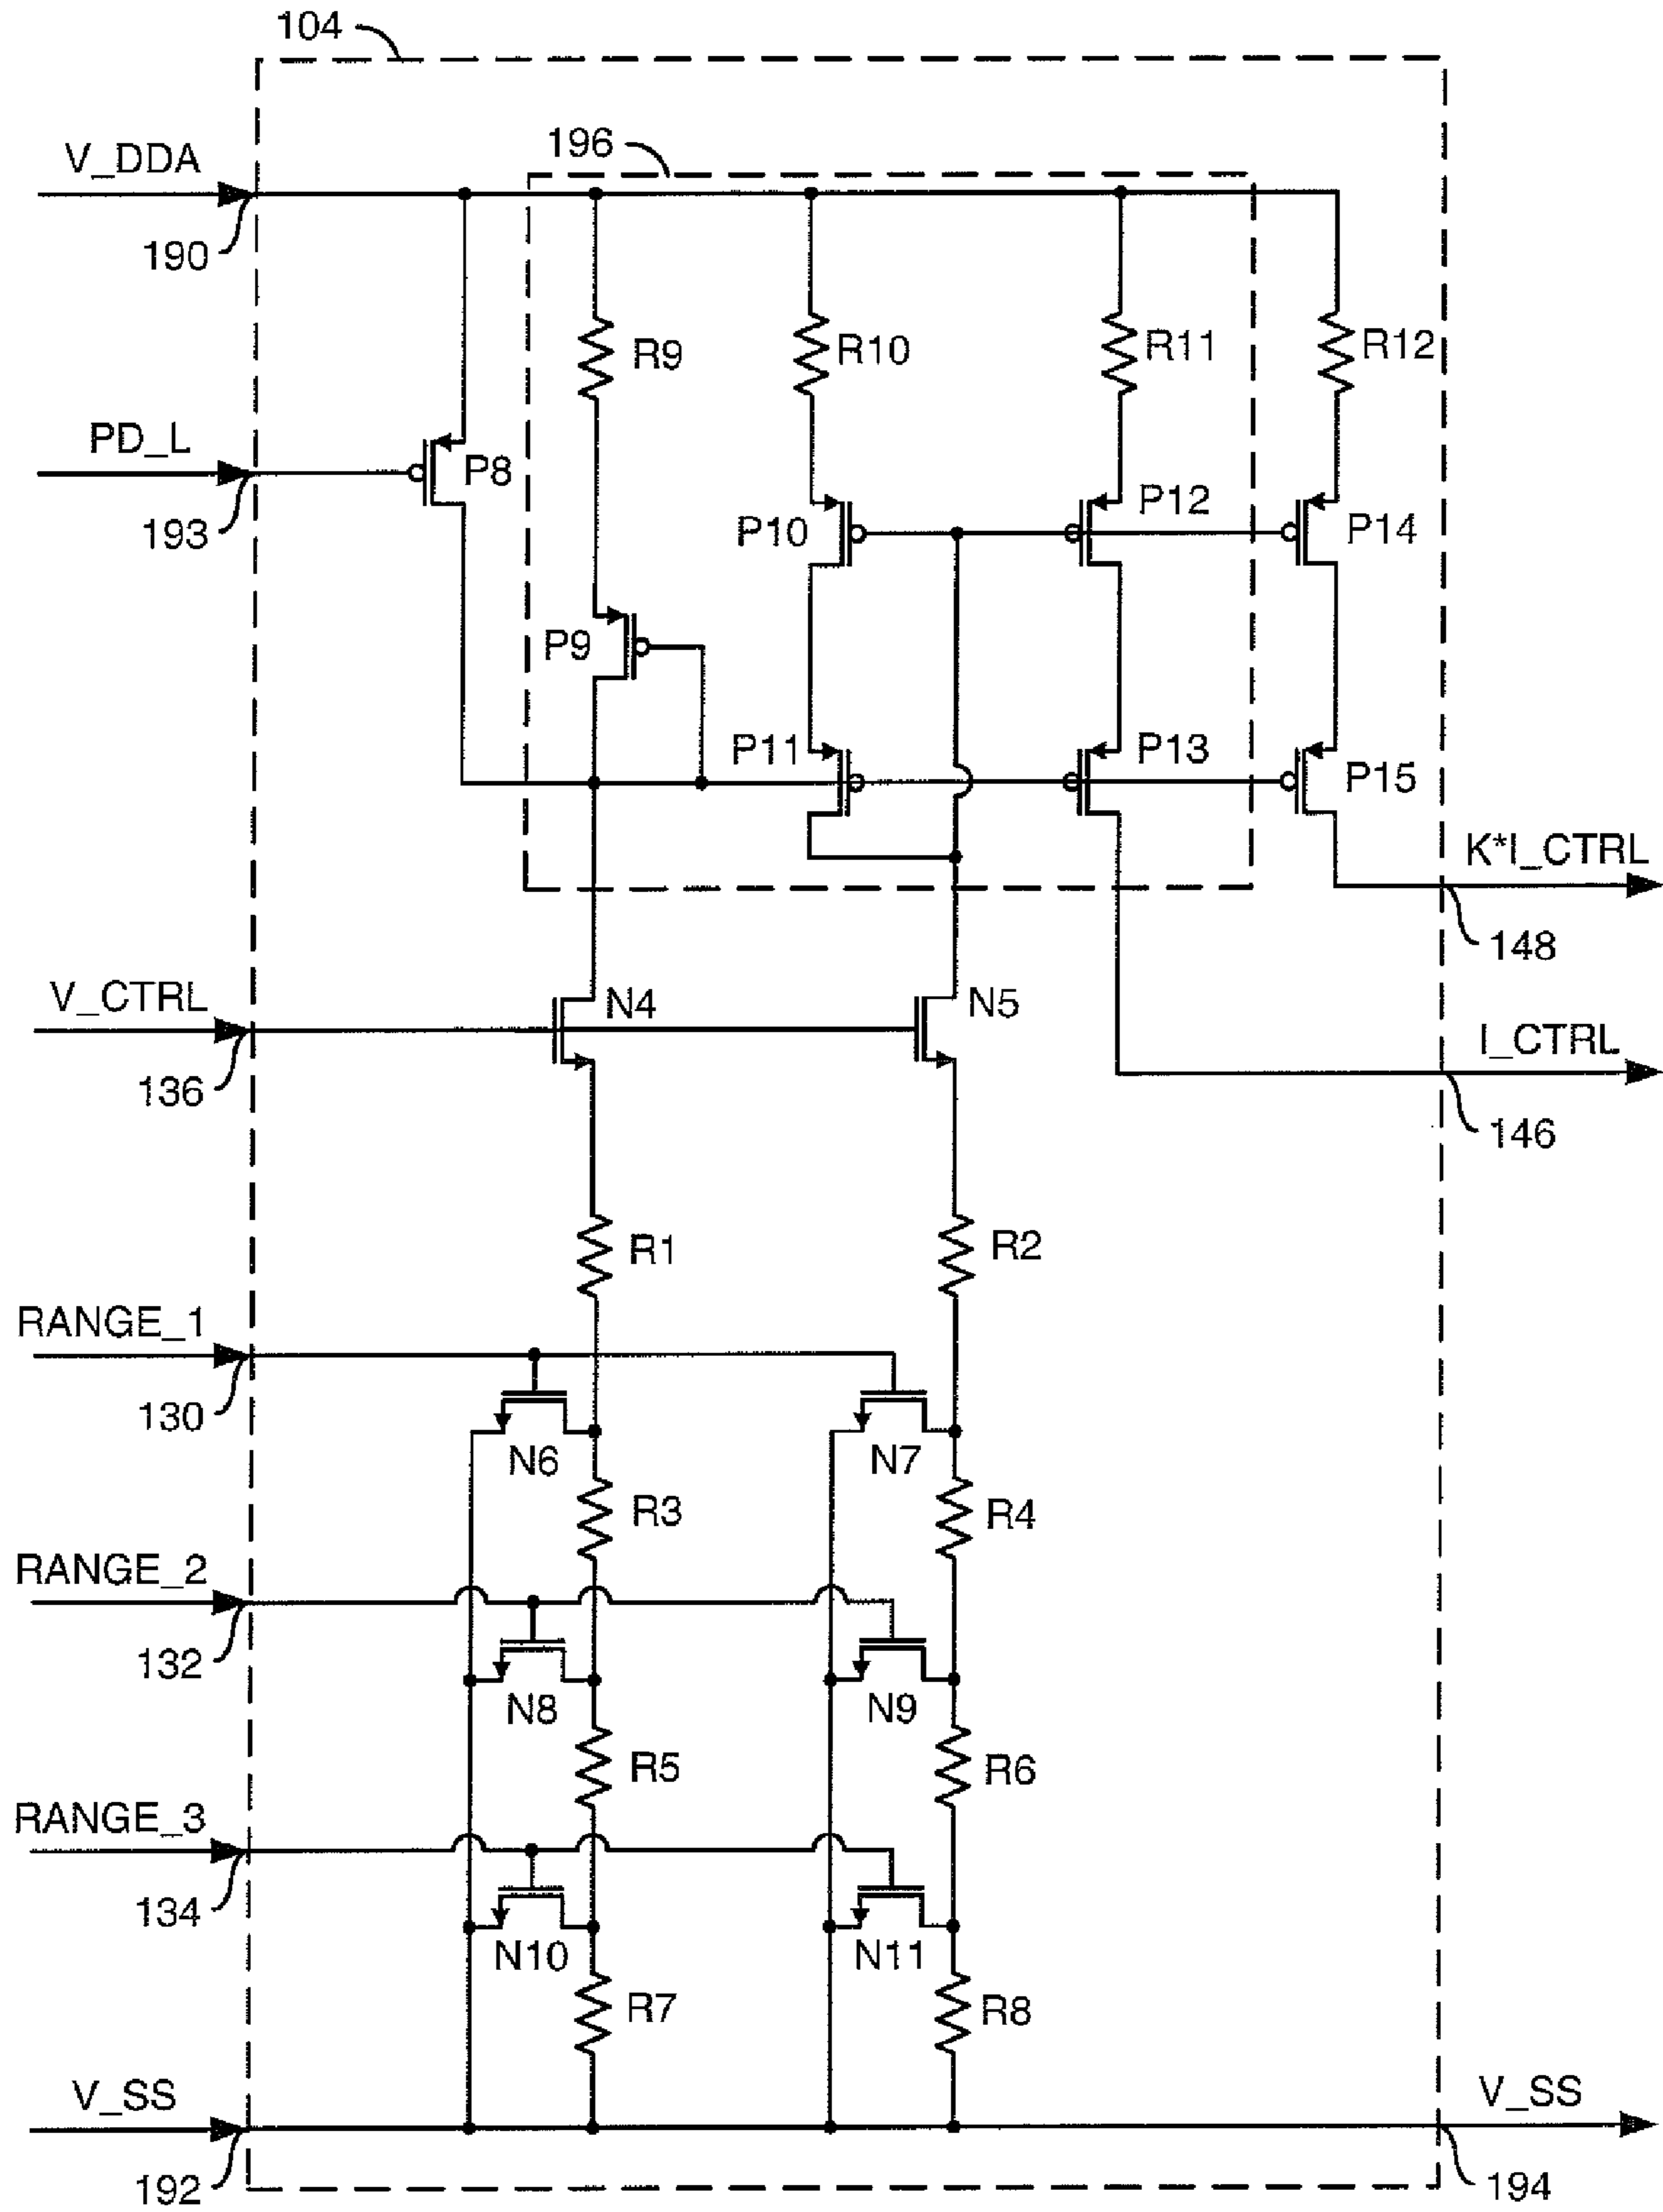 104
196
V_DDA
190
R9
R10
R11
R12
PD_L
193
P8
P10
P12
P14
P9
P11
P13
P15
K*I_CTRL
148
V_CTRL
136
N4
N5
I_CTRL
146
R1
R2
RANGE_1
130
N6
N7
R3
R4
RANGE_2
132
N8
N9
R5
R6
RANGE_3
134
N10
N11
R7
R8
V_SS
192
V_SS
194